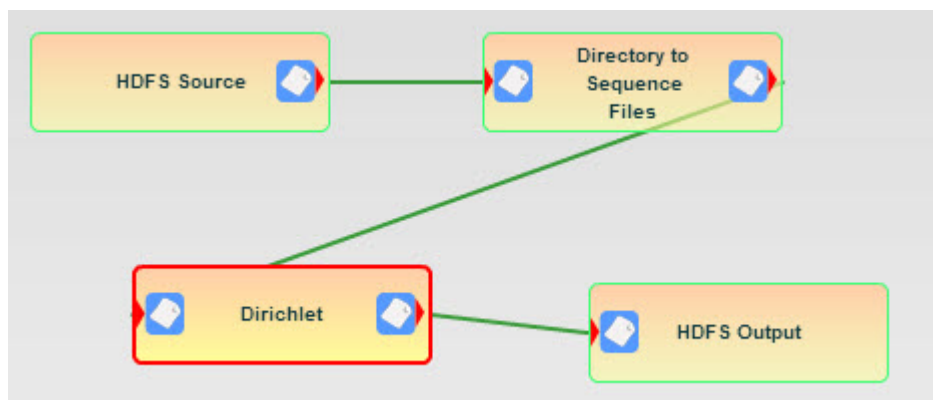 HDFS Source
Directory to
Sequence
Files
Dirichlet
HDFS Output